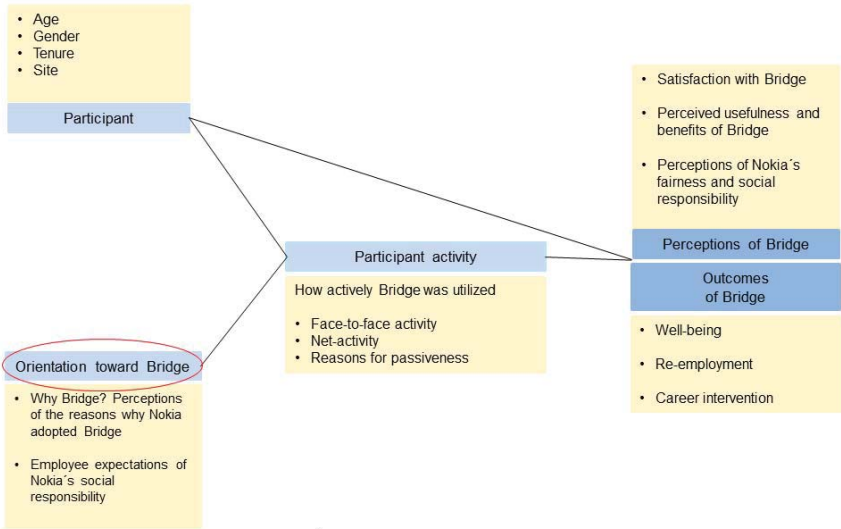 • Age
• Gender
• Tenure
• Site
Participant
Orientation toward Bridge
• Why Bridge? Perceptions
of the reasons why Nokia
adopted Bridge
• Employee expectations of
Nokia´s social
responsibility
Participant activity
How actively Bridge was utilized
• Face-to-face activity
• Net-activity
• Reasons for passiveness
• Satisfaction with Bridge
• Perceived usefulness and
benefits of Bridge
• Perceptions of Nokia´s
fairness and social
responsibility
Perceptions of Bridge
Outcomes
of Bridge
• Well-being
• Re-employment
• Career intervention